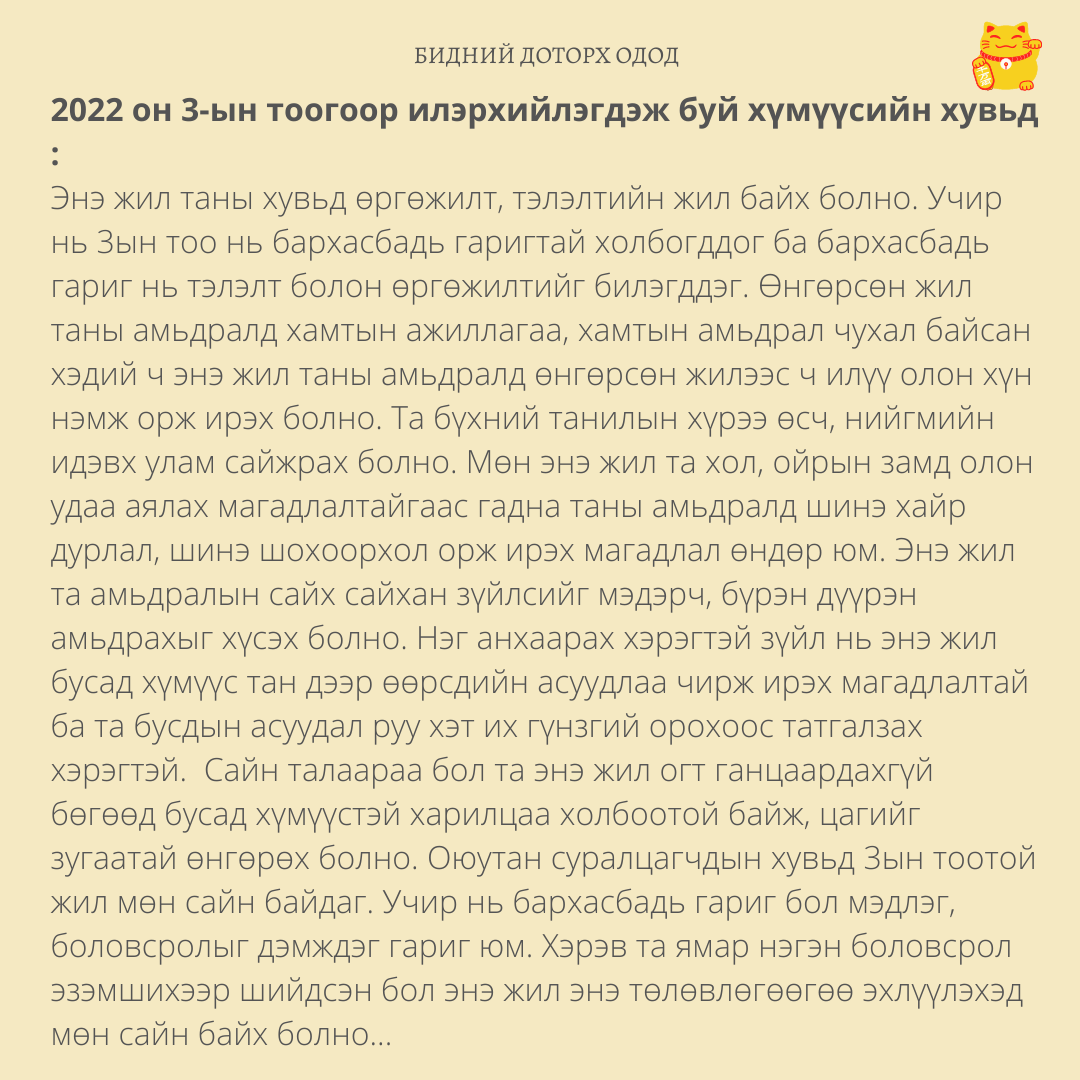 БИДНИЙ ДОТОРХ ОДОД
2022 он 3-ын тоогоор илэрхийлэгдэж буй хүмүүсийн хувьд
:
Энэ жил таны хувьд өргөжилт, тэлэлтийн жил байх болно. Учир
нь 3ын тоо нь бархасбадь гаригтай холбогддог ба бархасбадь
гариг нь тэлэлт болон өргөжилтийг билэгддэг. Өнгөрсөн жил
таны амьдралд хамтын ажиллагаа, хамтын амьдрал чухал байсан
хэдий ч энэ жил таны амьдралд өнгөрсөн жилээс ч илүү олон хүн
нэмж орж ирэх болно. Та бүхний танилын хүрээ өсч, нийгмийн
идэвх улам сайжрах болно. Мөн энэ жил та хол, ойрын замд олон
удаа аялах магадлалтайгаас гадна таны амьдралд шинэ хайр
дурлал, шинэ шохоорхол орж ирэх магадлал өндөр юм. Энэ жил
та амьдралын сайх сайхан зүйлсийг мэдэрч, бүрэн дүүрэн
амьдрахыг хүсэх болно. Нэг анхаарах хэрэгтэй зүйл нь энэ жил
бусад хүмүүс тан дээр өөрсдийн асуудлаа чирж ирэх магадлалтай
ба та бусдын асуудал руу хэт их гүнзгий орохоос татгалзах
хэрэгтэй.  Сайн талаараа бол та энэ жил огт ганцаардахгүй
бөгөөд бусад хүмүүстэй харилцаа холбоотой байж, цагийг
зугаатай өнгөрөх болно. Оюутан суралцагчдын хувьд 3ын тоотой
жил мөн сайн байдаг. Учир нь бархасбадь гариг бол мэдлэг,
боловсролыг дэмждэг гариг юм. Хэрэв та ямар нэгэн боловсрол
эзэмшихээр шийдсэн бол энэ жил энэ төлөвлөгөөгөө эхлүүлэхэд
мөн сайн байх болно...